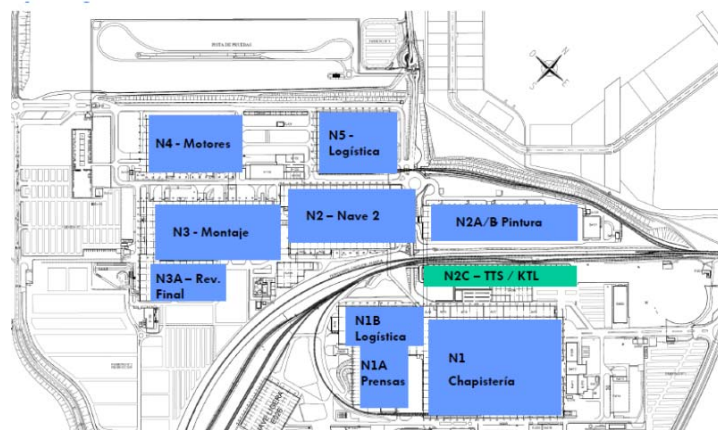 PISTA DE PRUEBAS
N
O
E
S
N4 - Motores
N5 -
Logística
N2 – Nave 2
N2A/B Pintura
N3 - Montaje
N3A – Rev.
Final
N2C – TTS / KTL
N1B
Logística
N1A
Prensas
N1
Chapistería